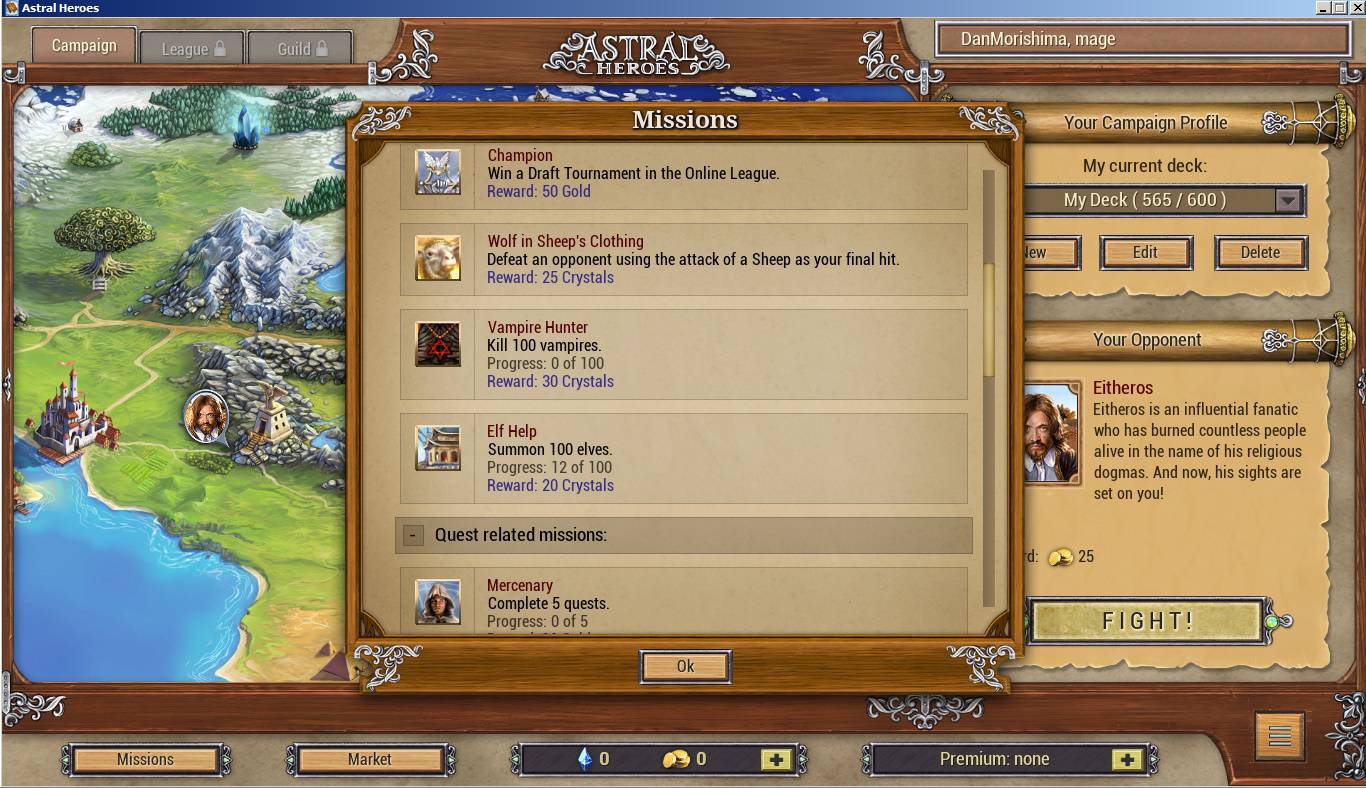 Astral Heroes
Campaign
League
Guild
ASTRAL
HEROES
DanMorishima, mage
Missions
Champion
Win a Draft Tournament in the Online League.
Reward: 50 Gold
Wolf in Sheep's Clothing
Defeat an opponent using the attack of a Sheep as your final hit.
Reward: 25 Crystals
Vampire Hunter
Kill 100 vampires.
Progress: 0 of 100
Reward: 30 Crystals
Elf Help
Summon 100 elves.
Progress: 12 of 100
Reward: 20 Crystals
- Quest related missions:
Mercenary
Complete 5 quests.
Progress: 0 of 5
Ok
Your Campaign Profile
My current deck:
My Deck ( 565 / 600 )
New
Edit
Delete
Your Opponent
Eitheros
Eitheros is an influential fanatic
who has burned countless people
alive in the name of his religious
dogmas. And now, his sights are
set on you!
rd: 25
FIGHT!
Missions
Market
0
0
+
Premium: none
+